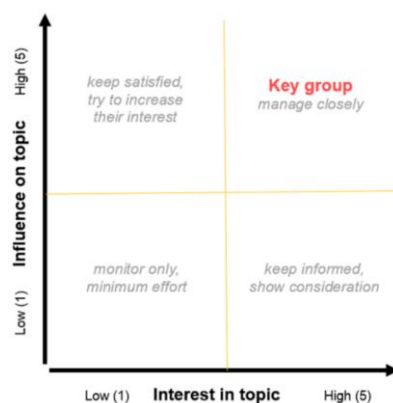 High (5)
Influence on topic
Low (1)
keep satisfied,
try to increase
their interest
Key group
manage closely
monitor only,
minimum effort
keep informed,
show consideration
Low (1)
Interest in topic
High (5)